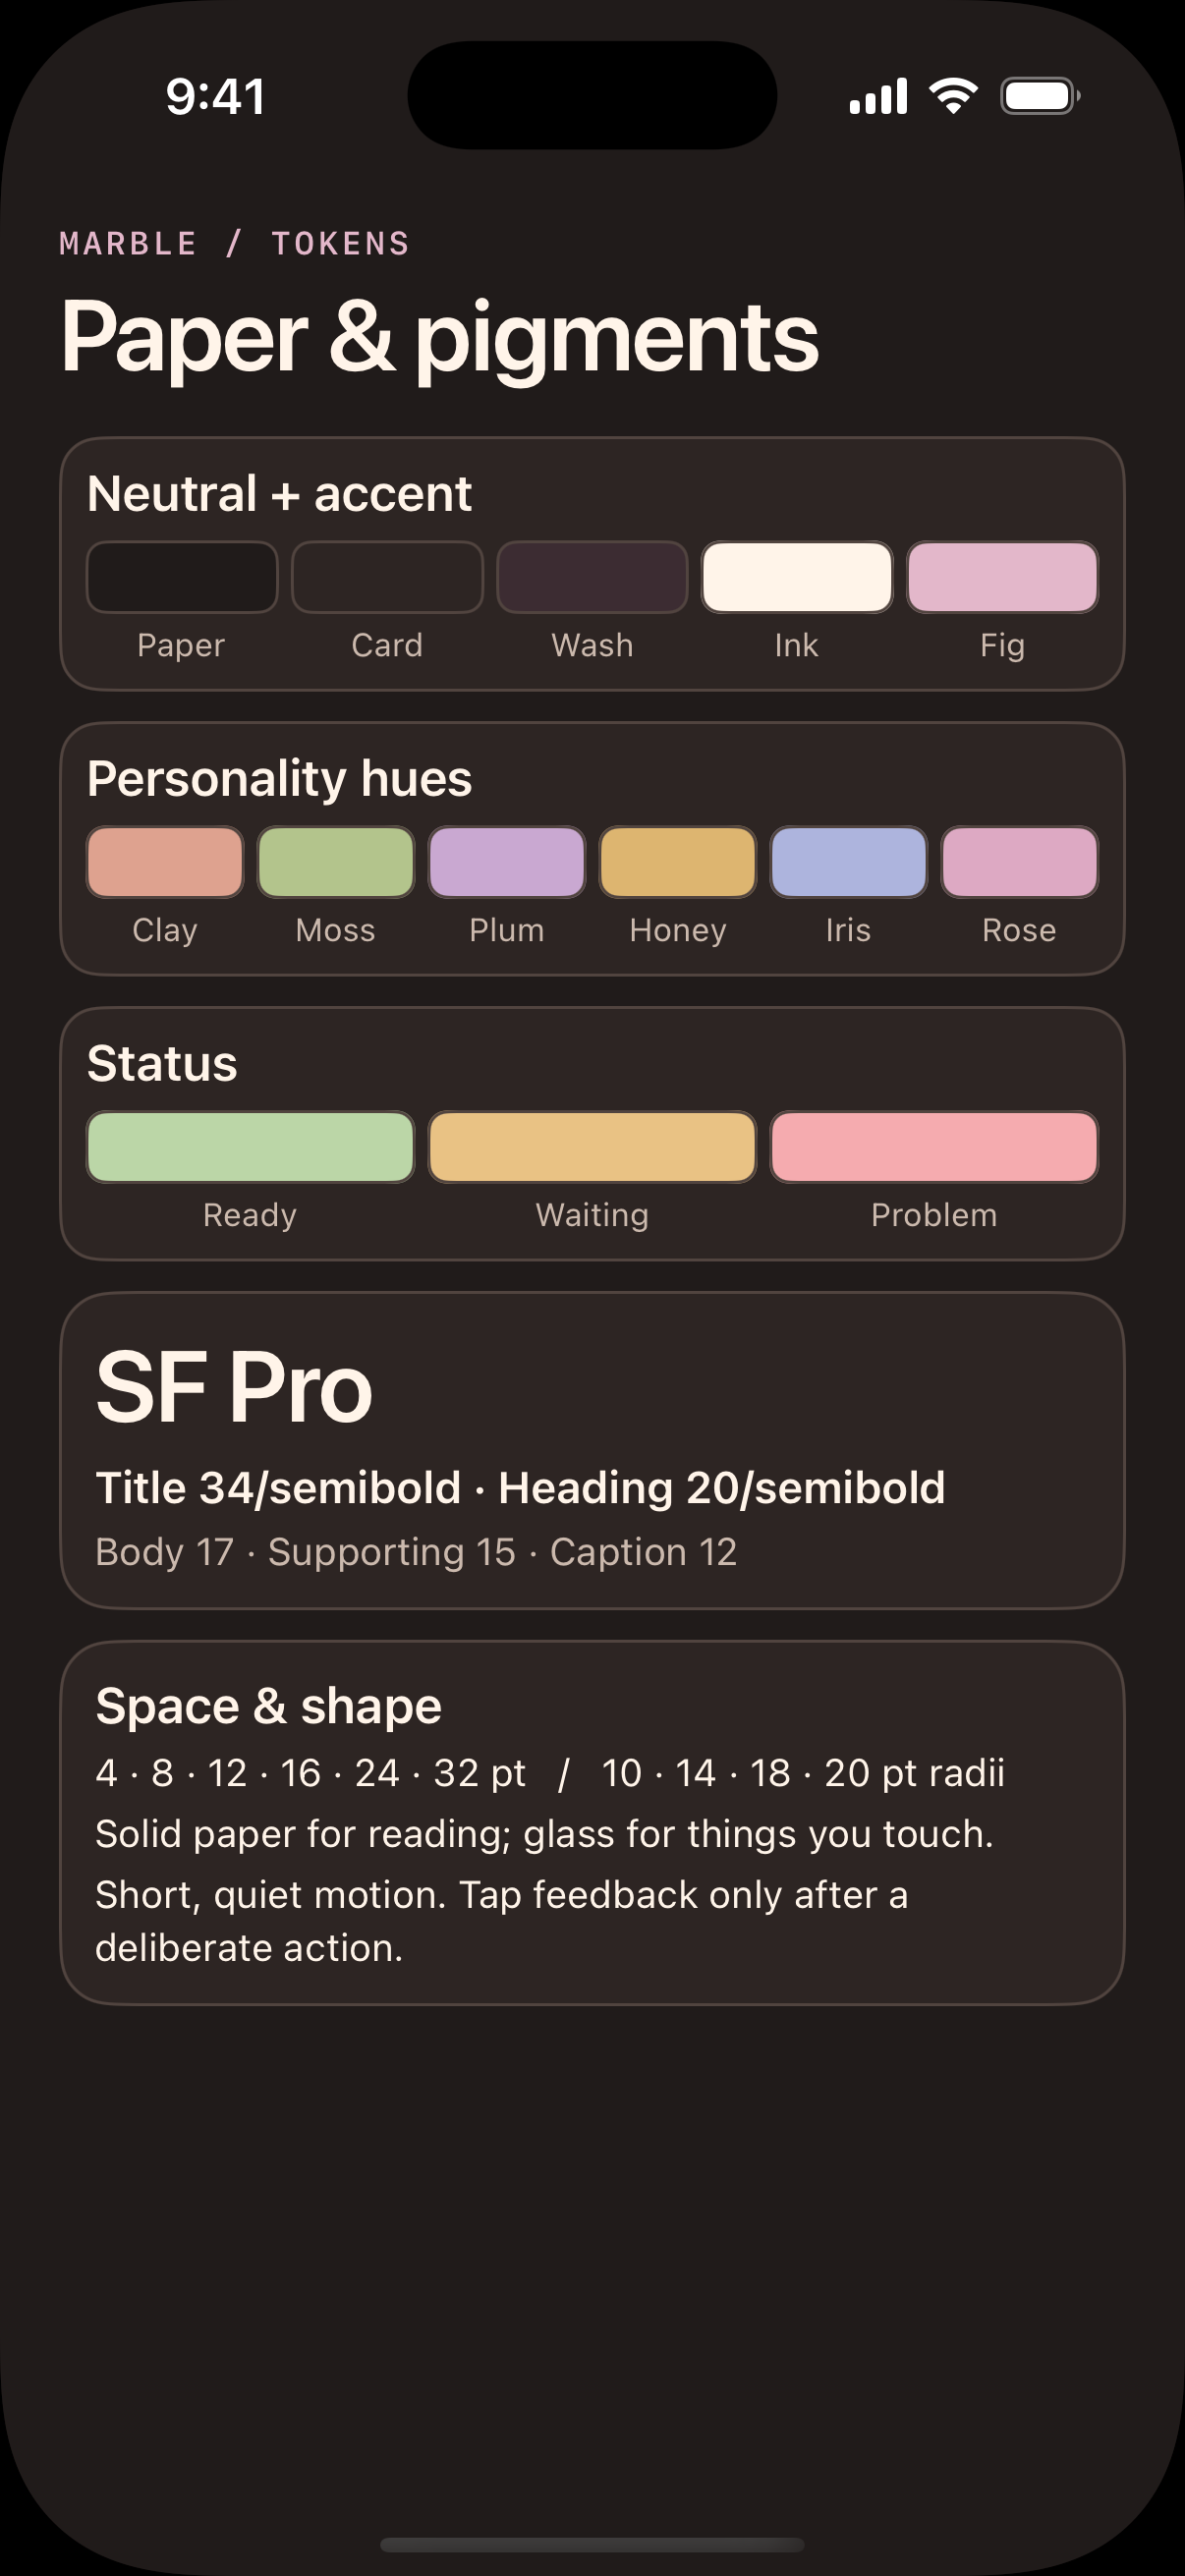 9:41
MARBLE / TOKENS
Paper & pigments
Neutral + accent
Paper Card Wash Ink Fig
Personality hues
Clay Moss Plum Honey Iris Rose
Status
Ready Waiting Problem
SF Pro
Title 34/semibold · Heading 20/semibold
Body 17 · Supporting 15 · Caption 12
Space & shape
4 · 8 · 12 · 16 · 24 · 32 pt / 10 · 14 · 18 · 20 pt radii
Solid paper for reading; glass for things you touch.
Short, quiet motion. Tap feedback only after a
deliberate action.